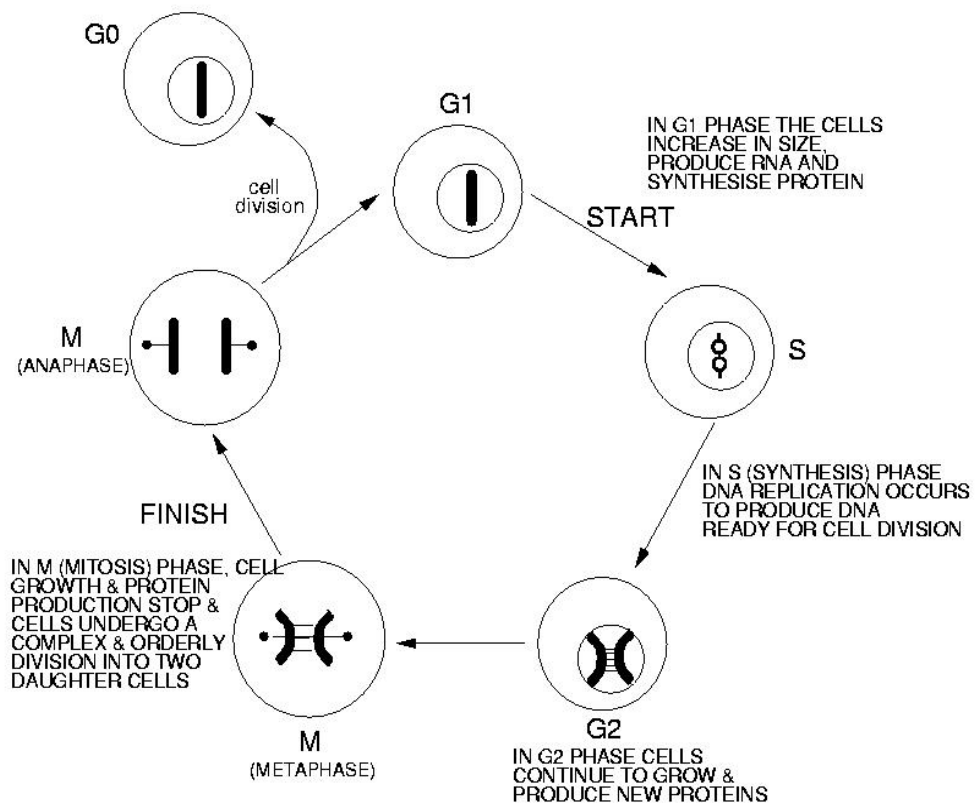 G0
G1
IN G1 PHASE THE CELLS
INCREASE IN SIZE,
PRODUCE RNA AND
SYNTHESISE PROTEIN
cell
division
START
M
(ANAPHASE)
S
IN S (SYNTHESIS) PHASE
DNA REPLICATION OCCURS
TO PRODUCE DNA
READY FOR CELL DIVISION
FINISH
IN M (MITOSIS) PHASE, CELL
GROWTH & PROTEIN
PRODUCTION STOP &
CELLS UNDERGO A
COMPLEX & ORDERLY
DIVISION INTO TWO
DAUGHTER CELLS
M
(METAPHASE)
G2
IN G2 PHASE CELLS
CONTINUE TO GROW &
PRODUCE NEW PROTEINS